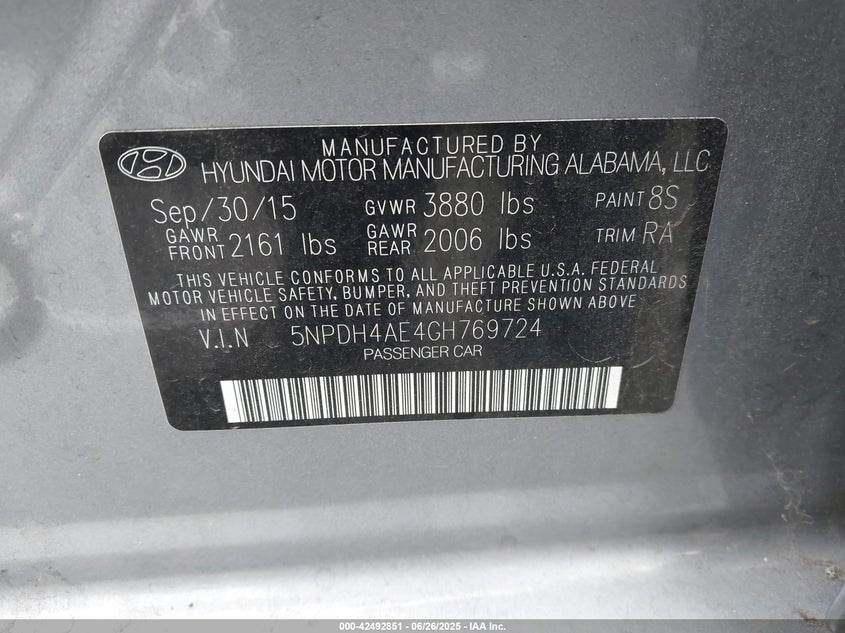 MANUFACTURED BY
HYUNDAI MOTOR MANUFACTURING ALABAMA, LLC
Sep/30/15 GVWR 3880 lbs PAINT 8S
GAWR FRONT 2161 lbs GAWR REAR 2006 lbs TRIM RA
THIS VEHICLE CONFORMS TO ALL APPLICABLE U.S.A. FEDERAL
MOTOR VEHICLE SAFETY, BUMPER, AND THEFT PREVENTION STANDARDS
IN EFFECT ON THE DATE OF MANUFACTURE SHOWN ABOVE
V.I.N 5NPDH4AE4GH769724
PASSENGER CAR
000-42492851 - 06/26/2025 - IAA Inc.